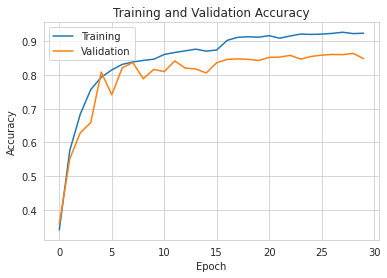 Training and Validation Accuracy
Training
Validation
Accuracy
0.9
0.8
0.7
0.6
0.5
0.4
0 5 10 15 20 25 30
Epoch